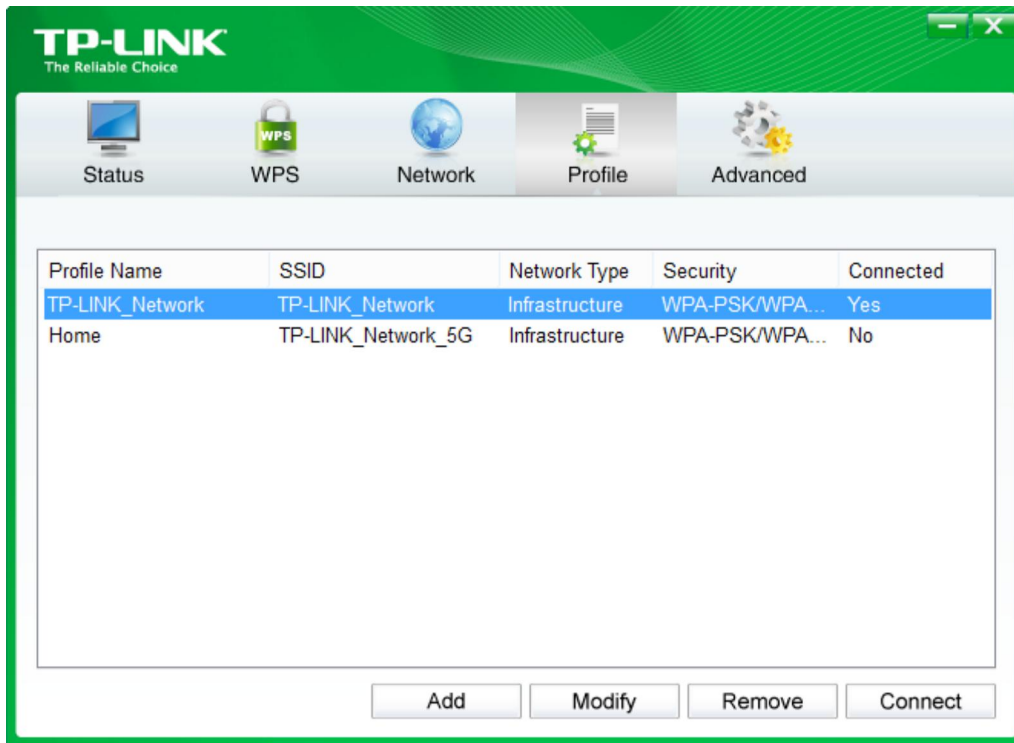 TP-LINK
The Reliable Choice
Status WPS Network Profile Advanced
WPS
Profile Name SSID Network Type Security Connected
TP-LINK_Network TP-LINK_Network Infrastructure WPA-PSK/WPA... Yes
Home TP-LINK_Network_5G Infrastructure WPA-PSK/WPA... No
Add Modify Remove Connect